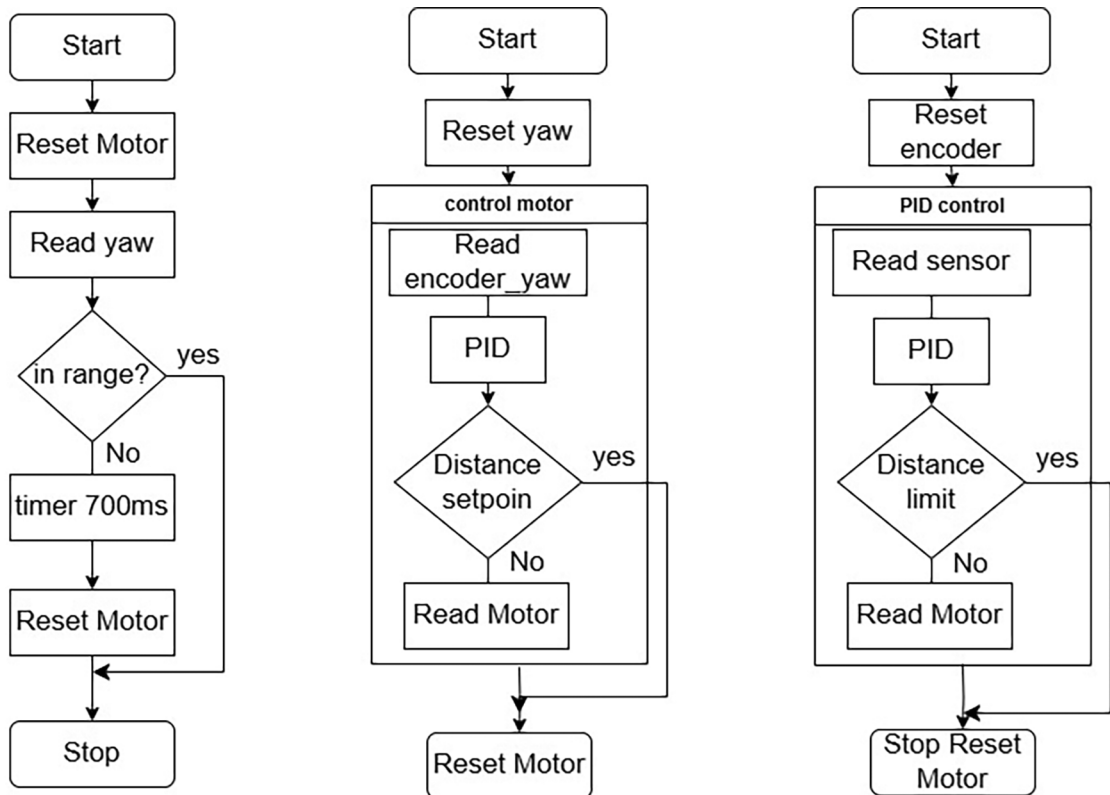 Start
Reset Motor
Read yaw
in range?
yes
No
timer 700ms
Reset Motor
Stop
Start
Reset yaw
control motor
Read
encoder_yaw
PID
Distance
setpoin
yes
No
Read Motor
Reset Motor
Start
Reset
encoder
PID control
Read sensor
PID
Distance
limit
yes
No
Read Motor
Stop Reset
Motor